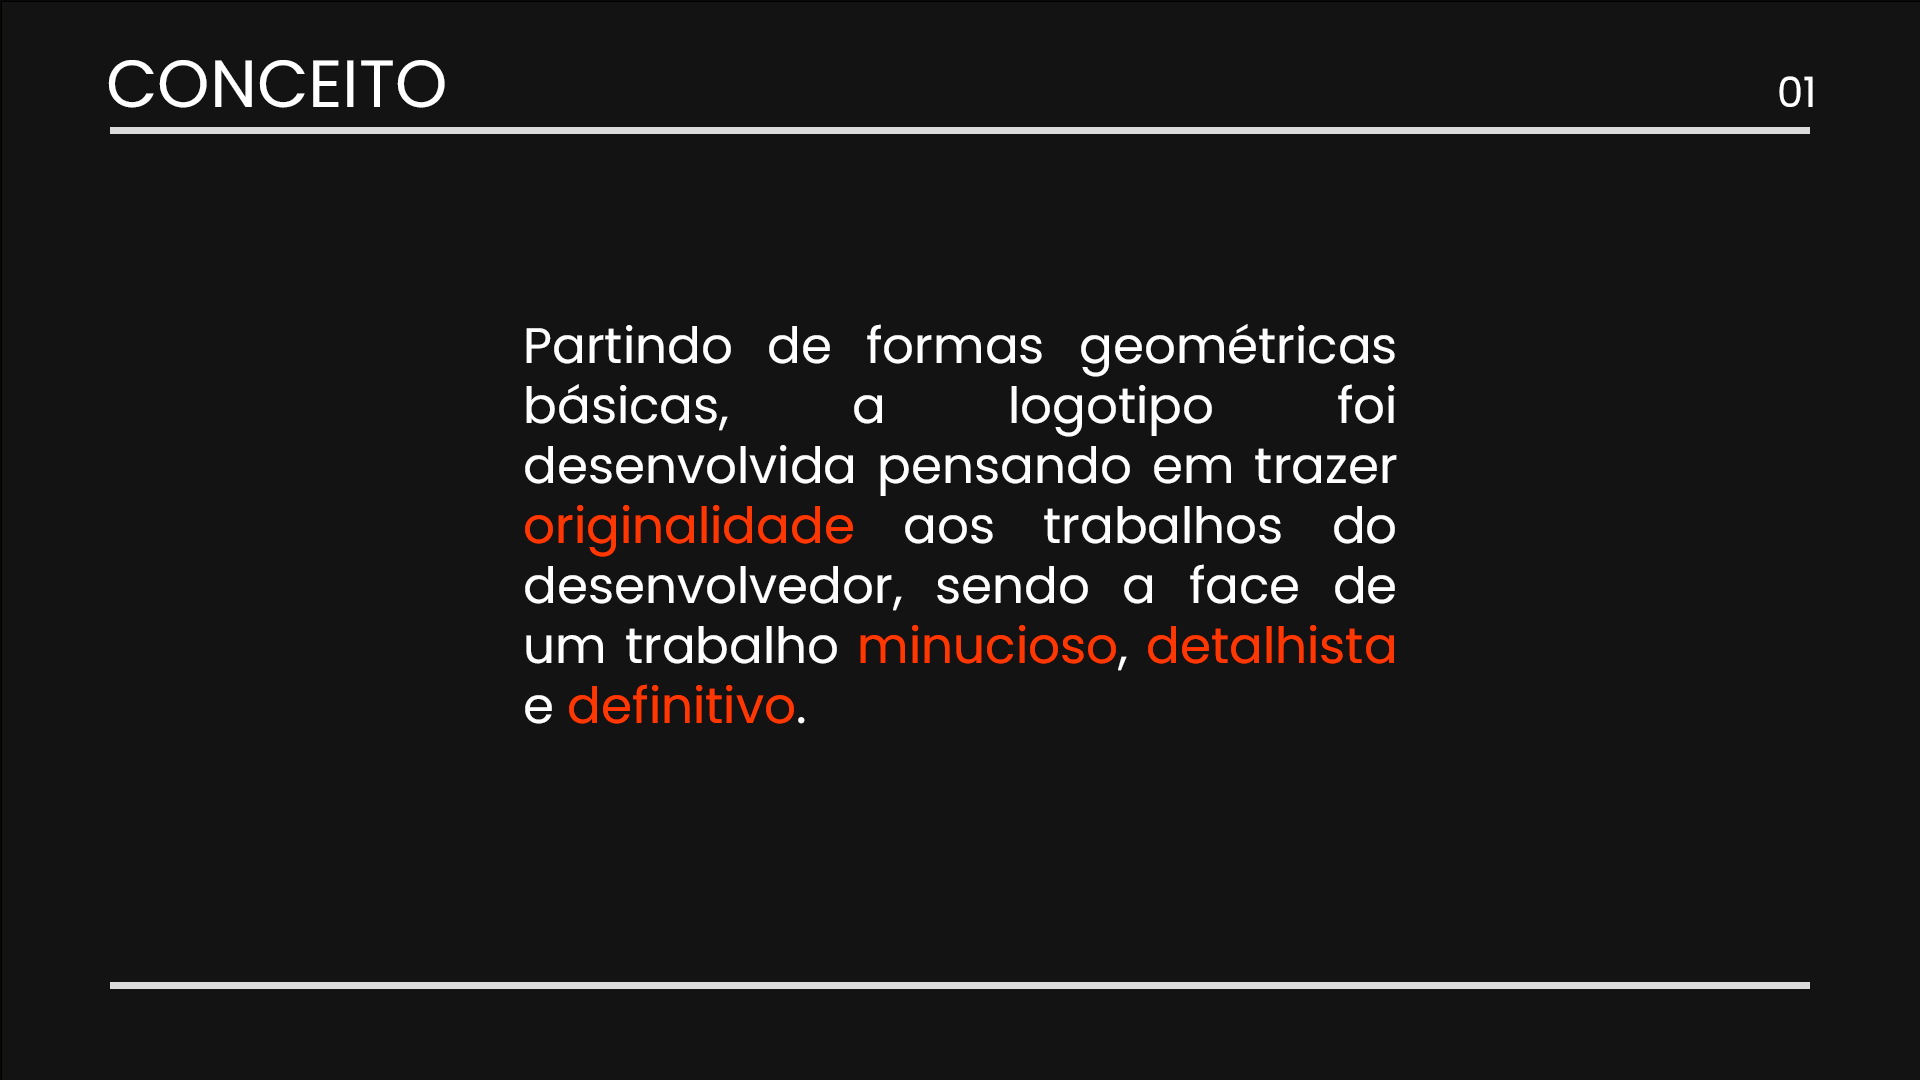 CONCEITO
01
Partindo de formas geométricas
básicas, a logotipo foi
desenvolvida pensando em trazer
originalidade aos trabalhos do
desenvolvedor, sendo a face de
um trabalho minucioso, detalhista
e definitivo.